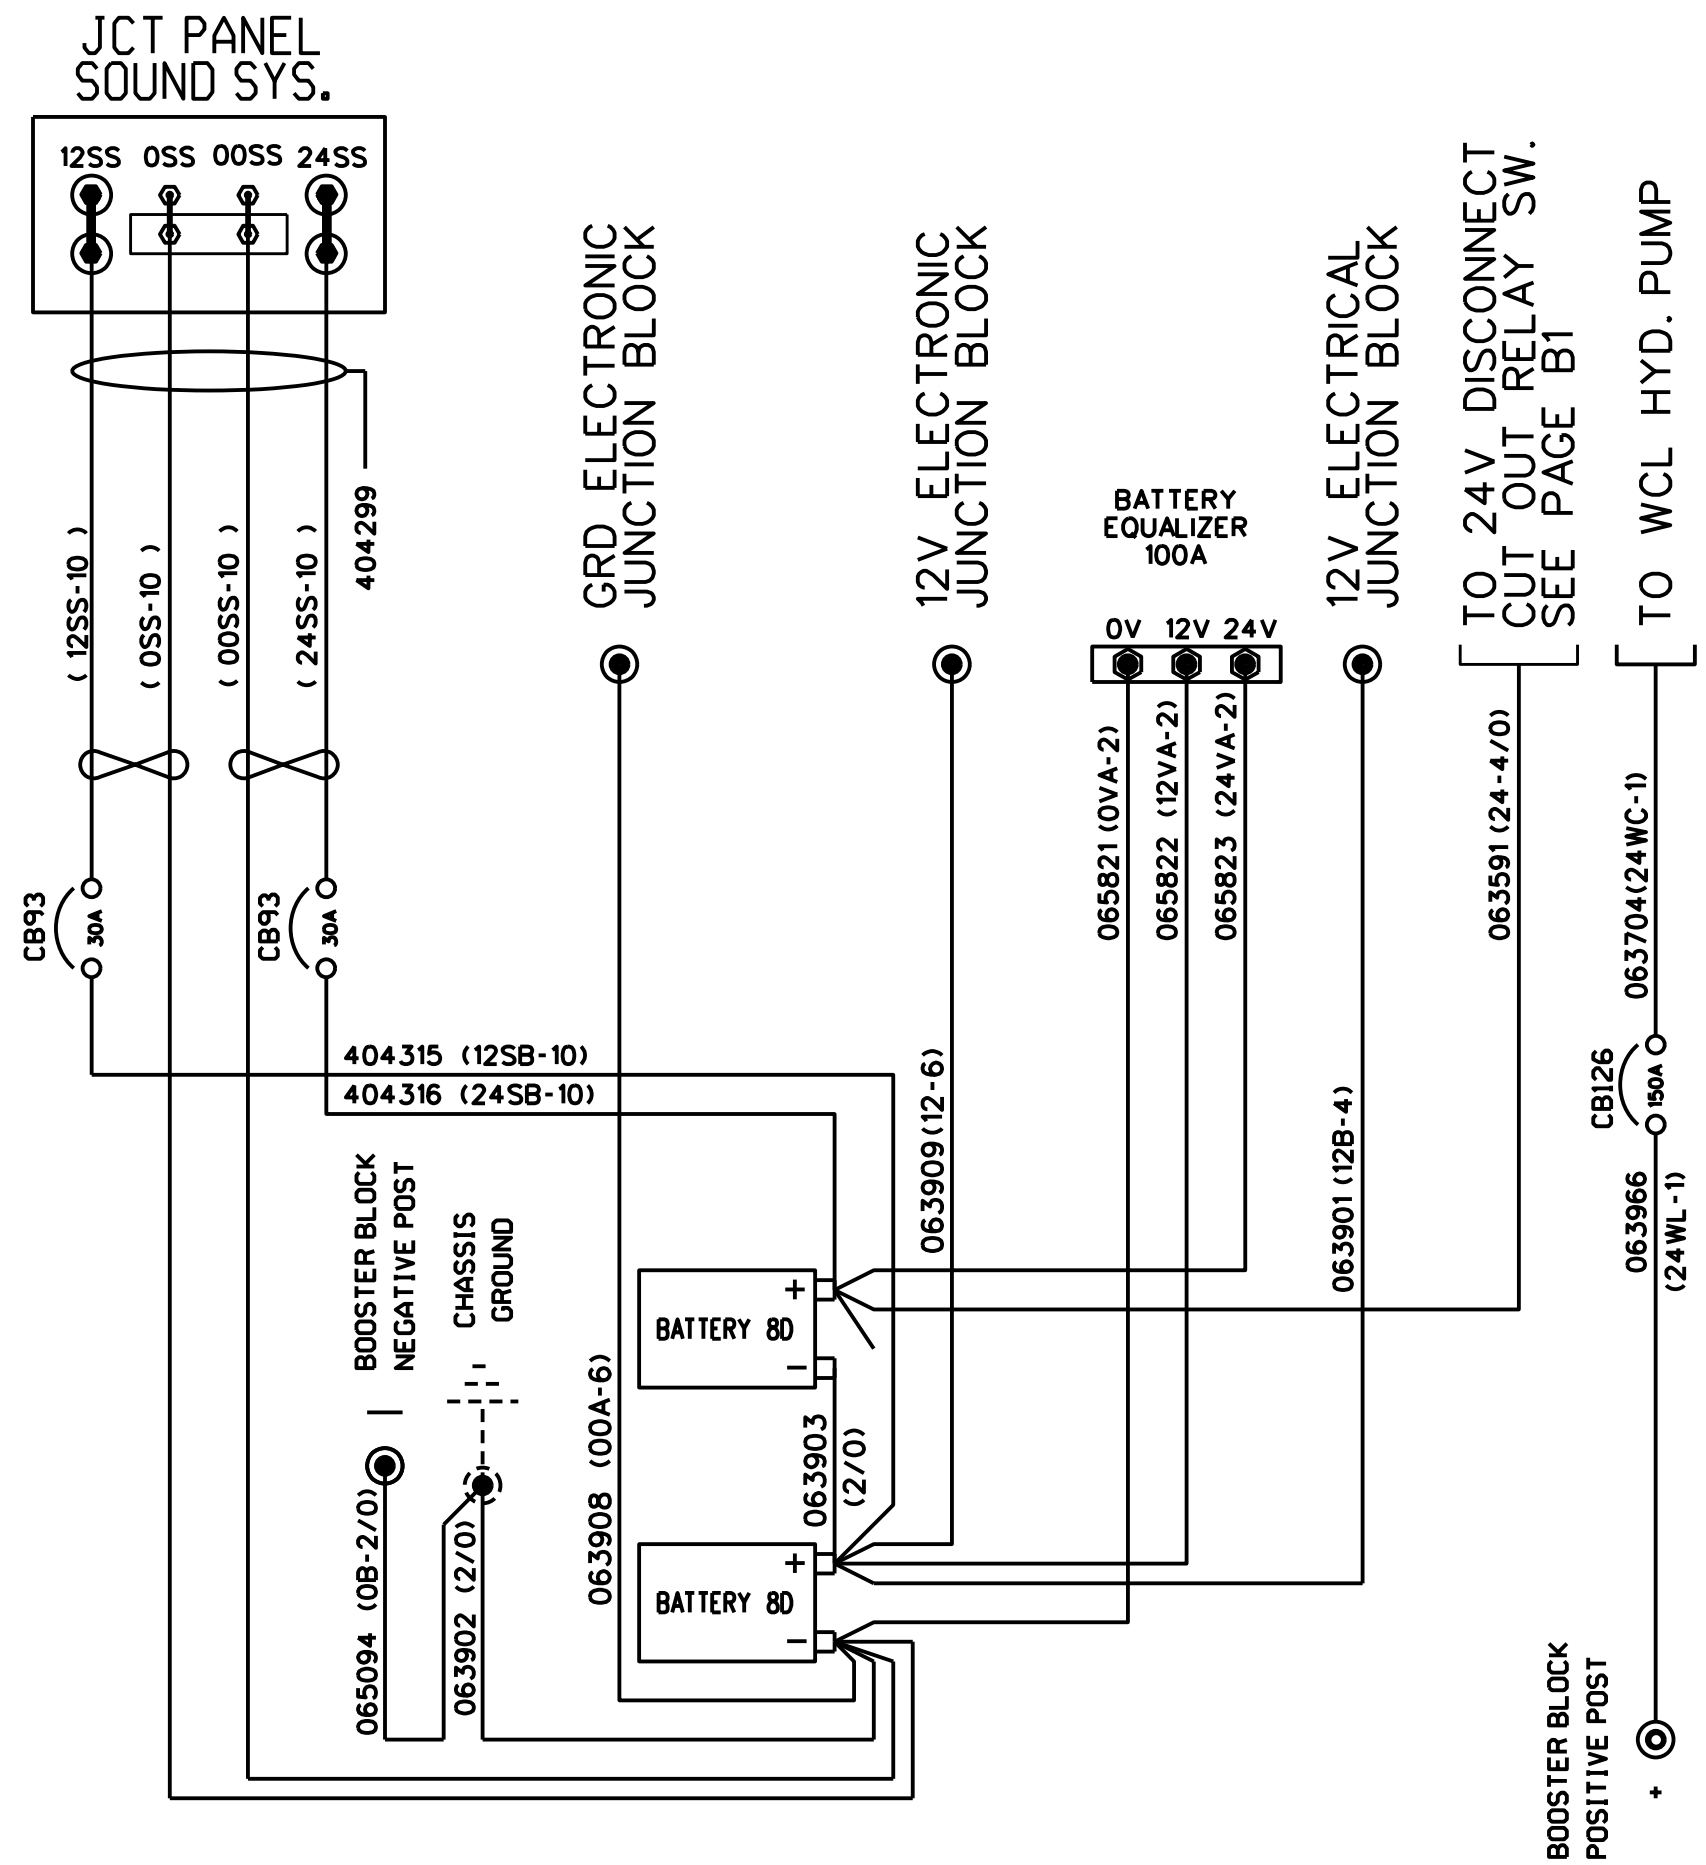 JCT PANEL
SOUND SYS.
12SS 0SS 00SS 24SS
404299
( 12SS-10 )
( 0SS-10 )
( 00SS-10 )
( 24SS-10 )
GRD ELECTRONIC
JUNCTION BLOCK
12V ELECTRONIC
JUNCTION BLOCK
BATTERY
EQUALIZER
100A
0V 12V 24V
12V ELECTRICAL
JUNCTION BLOCK
TO 24V DISCONNECT
CUT OUT RELAY SW.
SEE PAGE B1
TO WCL HYD. PUMP
065821 (0VA-2)
065822 (12VA-2)
065823 (24VA-2)
063591 (24-4/0)
063704 (24WC-1)
CB93
30A
CB93
30A
404315 (12SB-10)
404316 (24SB-10)
063909 (12-6)
063901 (12B-4)
CB126
150A
063966
(24WL-1)
BOOSTER BLOCK
NEGATIVE POST
CHASSIS
GROUND
+
BATTERY 8D
−
063908 (00A-6)
063903
(2/0)
065094 (0B-2/0)
063902 (2/0)
+
BATTERY 8D
−
BOOSTER BLOCK
POSITIVE POST
+